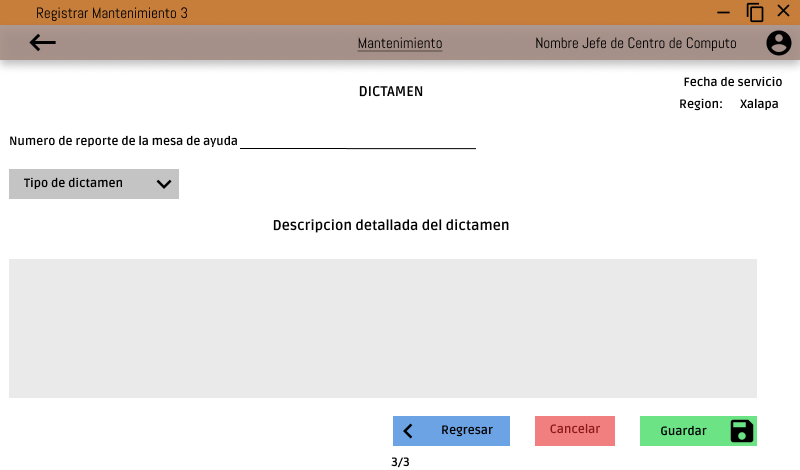 Registrar Mantenimiento 3
Mantenimiento
Nombre Jefe de Centro de Computo
Fecha de servicio
DICTAMEN
Region: Xalapa
Numero de reporte de la mesa de ayuda
Tipo de dictamen
Descripcion detallada del dictamen
Regresar
Cancelar
Guardar
3/3